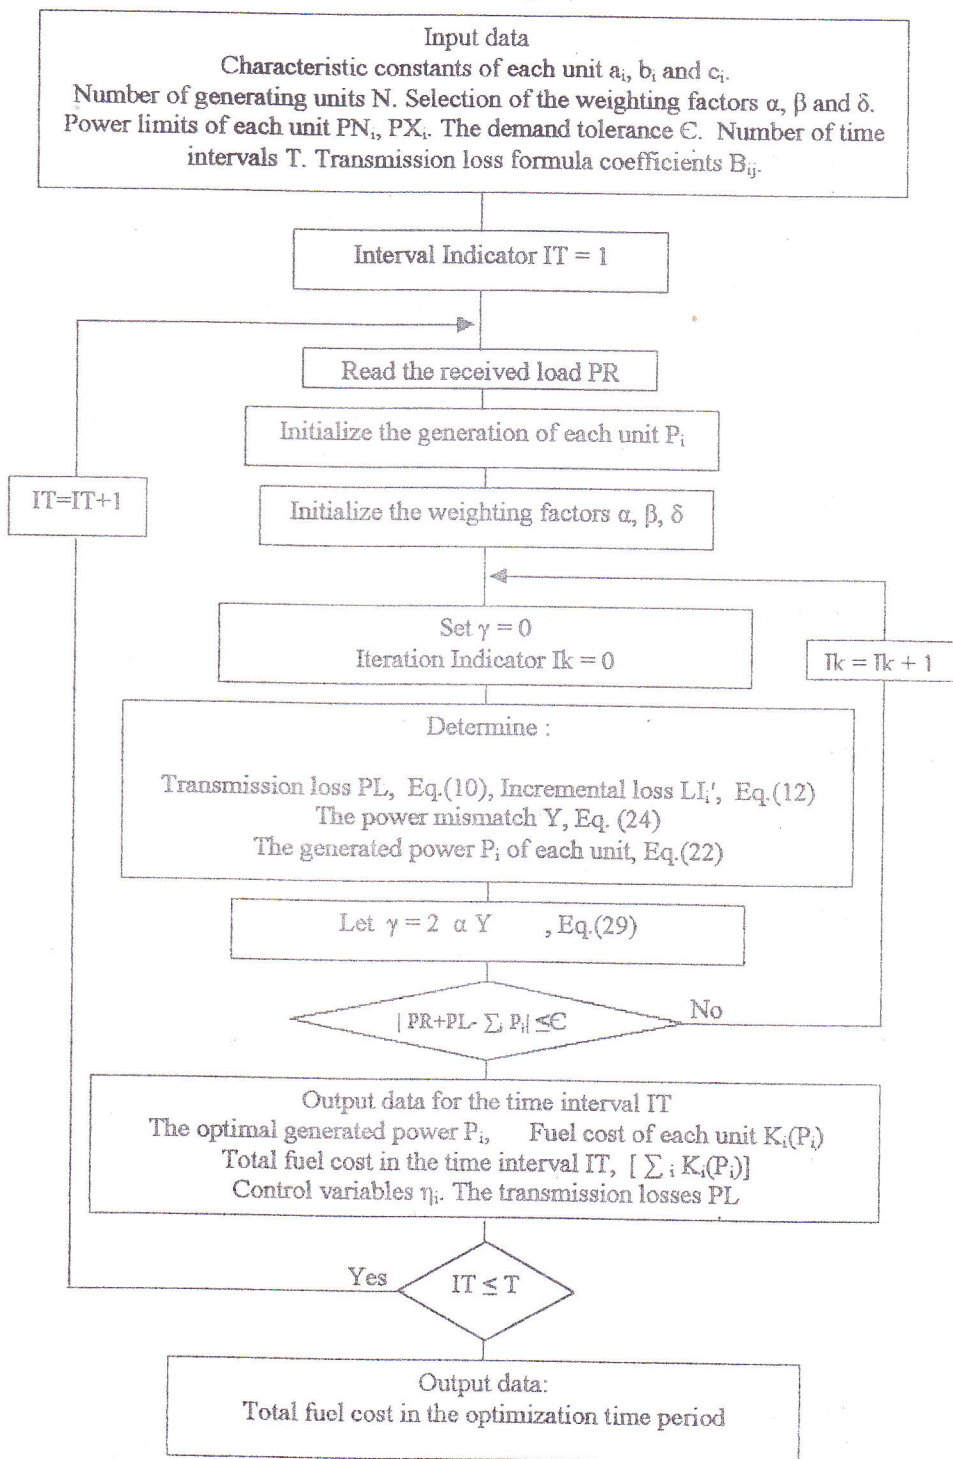 Input data
Characteristic constants of each unit aᵢ, bᵢ and cᵢ.
Number of generating units N. Selection of the weighting factors α, β and δ.
Power limits of each unit PNᵢ, PXᵢ. The demand tolerance Є. Number of time
intervals T. Transmission loss formula coefficients Bᵢⱼ.
Interval Indicator IT = 1
Read the received load PR
Initialize the generation of each unit Pᵢ
IT=IT+1
Initialize the weighting factors α, β, δ
Set γ = 0
Iteration Indicator Ik = 0
Ik = Ik + 1
Determine :
Transmission loss PL, Eq.(10), Incremental loss LIᵢ', Eq.(12)
The power mismatch Y, Eq. (24)
The generated power Pᵢ of each unit, Eq.(22)
Let γ = 2 α Y , Eq.(29)
| PR+PL- ∑ᵢ Pᵢ| ≤Є
No
Output data for the time interval IT
The optimal generated power Pᵢ, Fuel cost of each unit Kᵢ(Pᵢ)
Total fuel cost in the time interval IT, [ ∑ ᵢ Kᵢ(Pᵢ)]
Control variables ηᵢ. The transmission losses PL
Yes
IT ≤ T
Output data:
Total fuel cost in the optimization time period